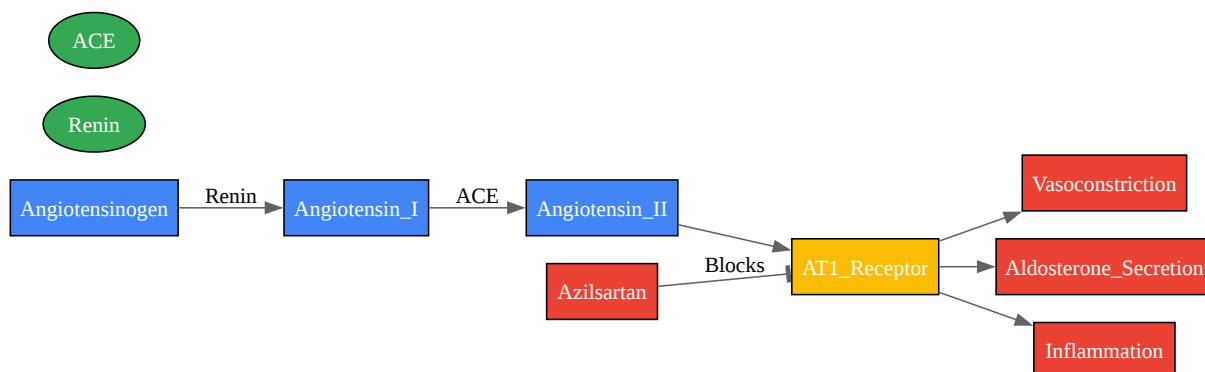 ACE
Renin
Angiotensinogen
Renin
Angiotensin_I
ACE
Angiotensin_II
Azilsartan
Blocks
AT1_Receptor
Vasoconstriction
Aldosterone_Secretion
Inflammation